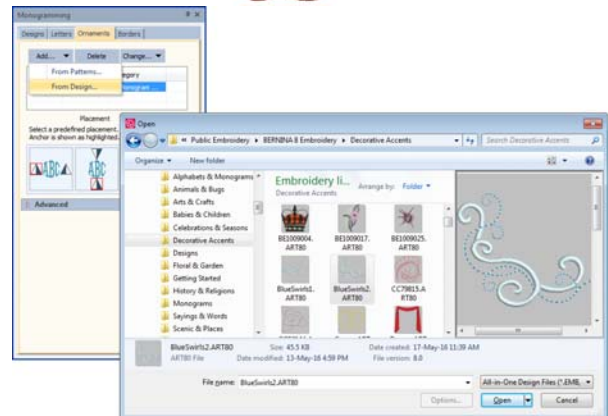 Monogramming
Designs Letters Ornaments Borders
Add... Delete Change...
From Patterns...
From Design...
Placement
Select a predefined placement.
Anchor is shown as highlighted.
ABC
ABC
Advanced
Open
« Public Embroidery ▸ BERNINA 8 Embroidery ▸ Decorative Accents
Search Decorative Accents
Organize New folder
Alphabets & Monograms
Animals & Bugs
Arts & Crafts
Babies & Children
Celebrations & Seasons
Decorative Accents
Designs
Floral & Garden
Getting Started
History & Religions
Monograms
Sayings & Words
Scenic & Places
Embroidery li...
Decorative Accents
Arrange by: Folder
BE1009004.ART80
BE1009017.ART80
BE1009025.ART80
BlueSwirls1.ART80
BlueSwirls2.ART80
CC79815.ART80
BlueSwirls2.ART80 Size: 45.5 KB Date created: 17-May-16 11:39 AM
ART80 File Date modified: 13-May-16 4:59 PM File version: 8.0
File name: BlueSwirls2.ART80
All-in-One Design Files (*.EMB,
Options... Open Cancel